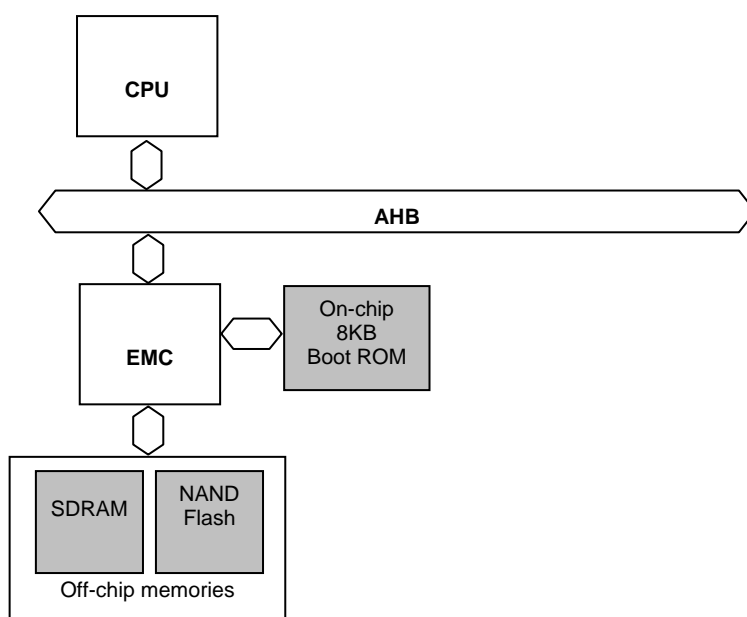 CPU
AHB
EMC
On-chip
8KB
Boot ROM
SDRAM
NAND
Flash
Off-chip memories